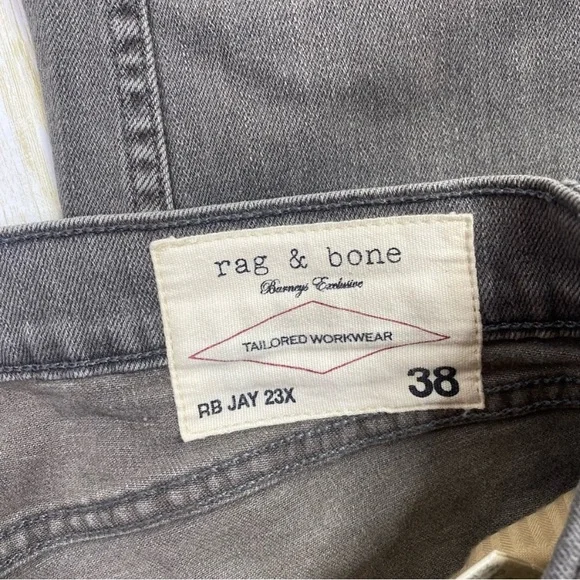 rag & bone
Barneys Exclusive
TAILORED WORKWEAR
RB JAY 23X
38